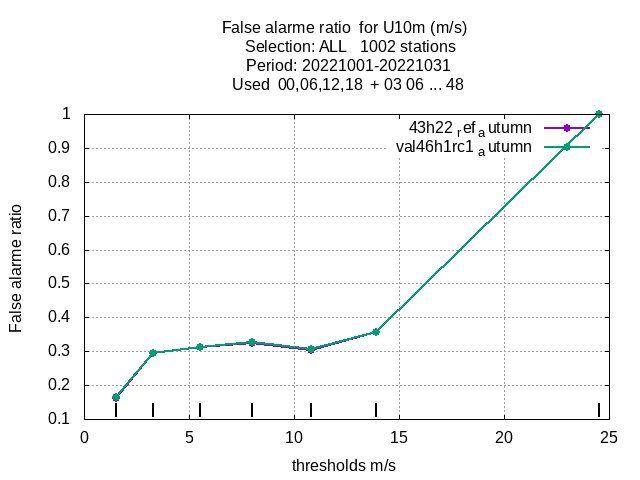 False alarme ratio for U10m (m/s)
Selection: ALL 1002 stations
Period: 20221001-20221031
Used 00,06,12,18 + 03 06 ... 48
43h22ref autumn
val46h1rc1 autumn
1
0.9
0.8
0.7
0.6
0.5
0.4
0.3
0.2
0.1
False alarme ratio
0 5 10 15 20 25
thresholds m/s